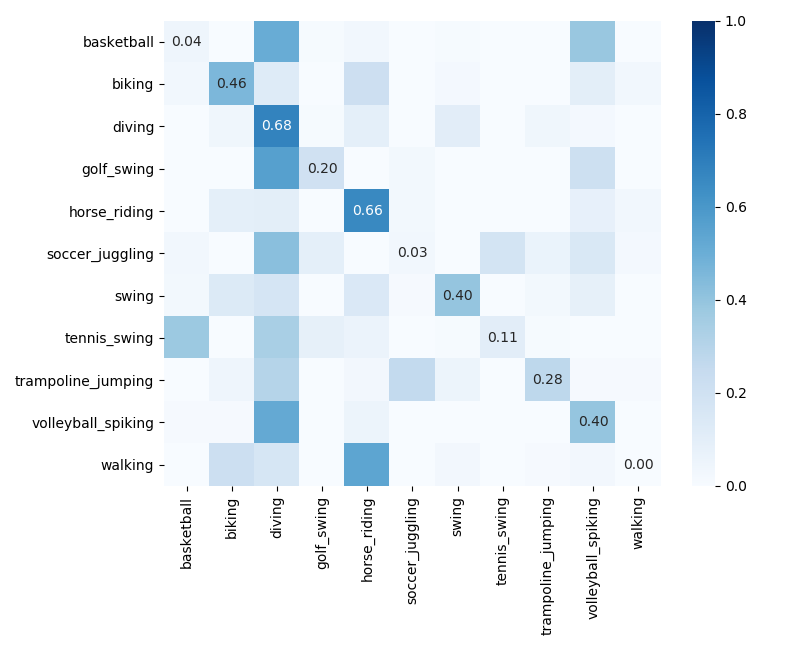 basketball
biking
diving
golf_swing
horse_riding
soccer_juggling
swing
tennis_swing
trampoline_jumping
volleyball_spiking
walking
0.04
0.46
0.68
0.20
0.66
0.03
0.40
0.11
0.28
0.40
0.00
basketball
biking
diving
golf_swing
horse_riding
soccer_juggling
swing
tennis_swing
trampoline_jumping
volleyball_spiking
walking
1.0
0.8
0.6
0.4
0.2
0.0